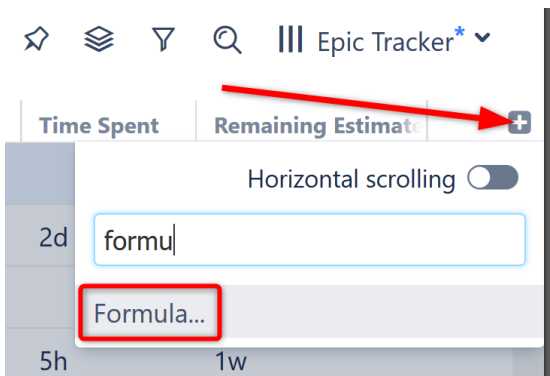 Epic Tracker*
Time Spent Remaining Estimate
Horizontal scrolling
2d formu
Formula...
5h 1w